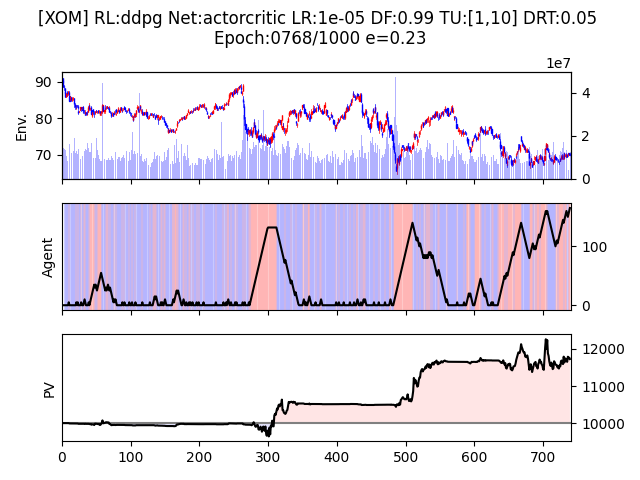 [XOM] RL:ddpg Net:actorcritic LR:1e-05 DF:0.99 TU:[1,10] DRT:0.05
Epoch:0768/1000 e=0.23
1e7
90
80
70
Env.
4
2
0
Agent
100
0
PV
12000
11000
10000
0 100 200 300 400 500 600 700